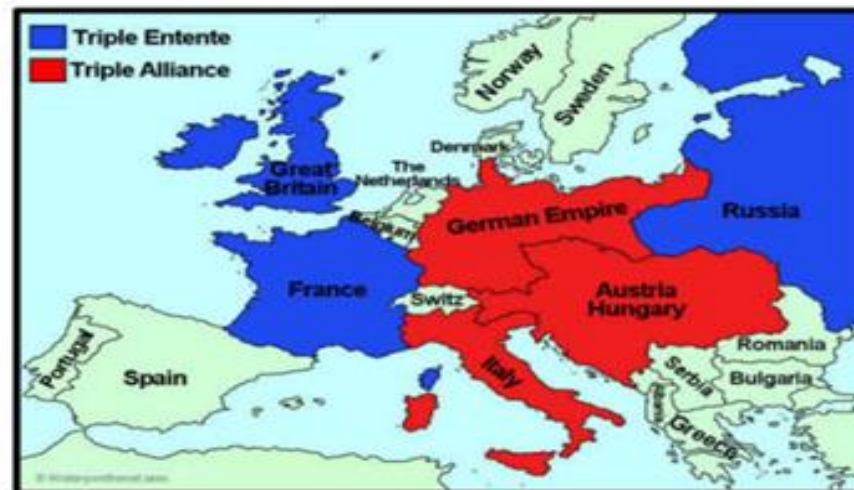 Triple Entente
Triple Alliance
Norway
Sweden
Denmark
The
Netherlands
Great
Britain
Belgium
German Empire
Russia
France
Switz
Austria
Hungary
Italy
Portugal
Spain
Romania
Serbia
Bulgaria
Greece